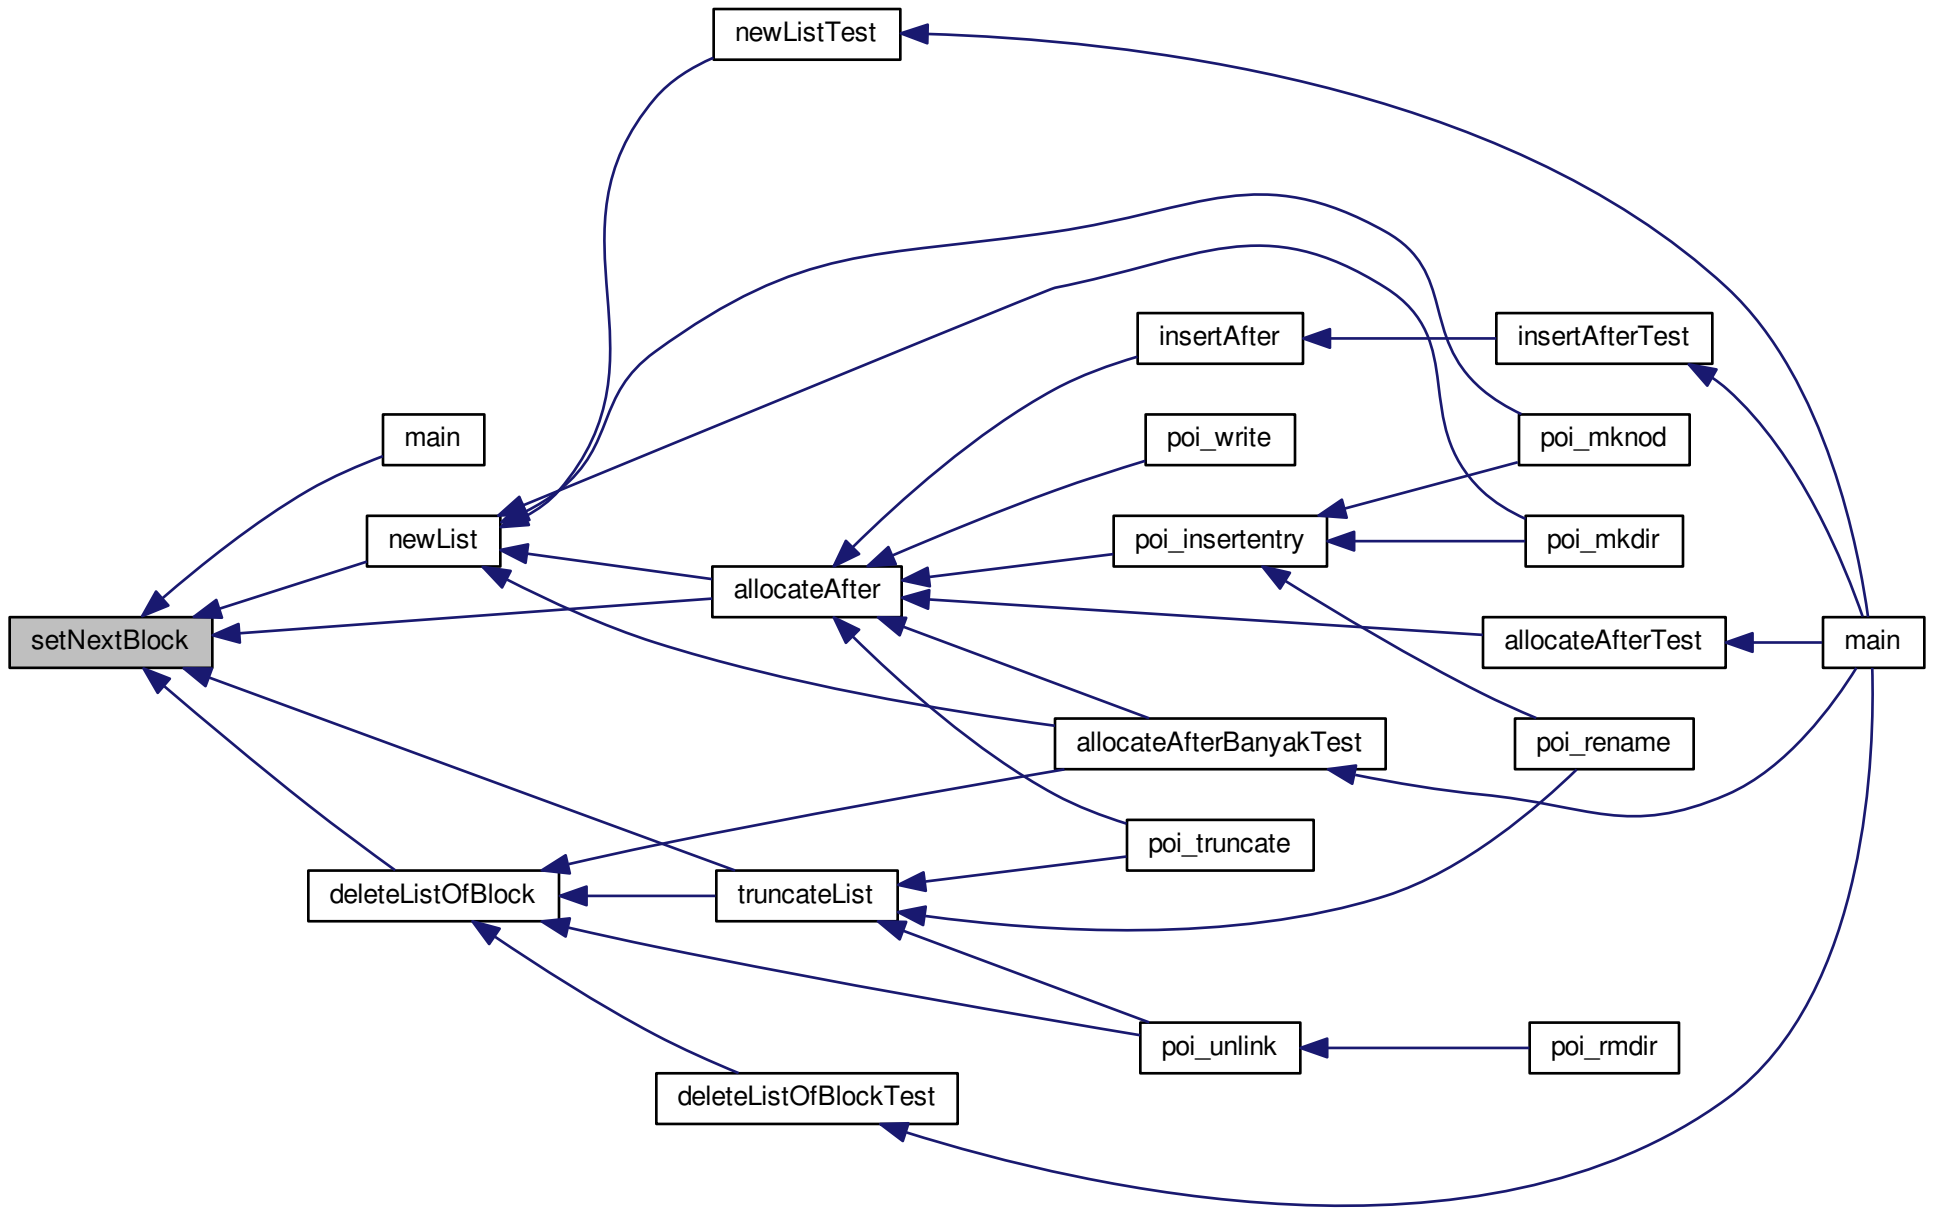 newListTest
insertAfter
insertAfterTest
main
poi_write
poi_mknod
newList
poi_insertentry
poi_mkdir
allocateAfter
setNextBlock
allocateAfterTest
main
allocateAfterBanyakTest
poi_rename
poi_truncate
deleteListOfBlock
truncateList
poi_unlink
poi_rmdir
deleteListOfBlockTest